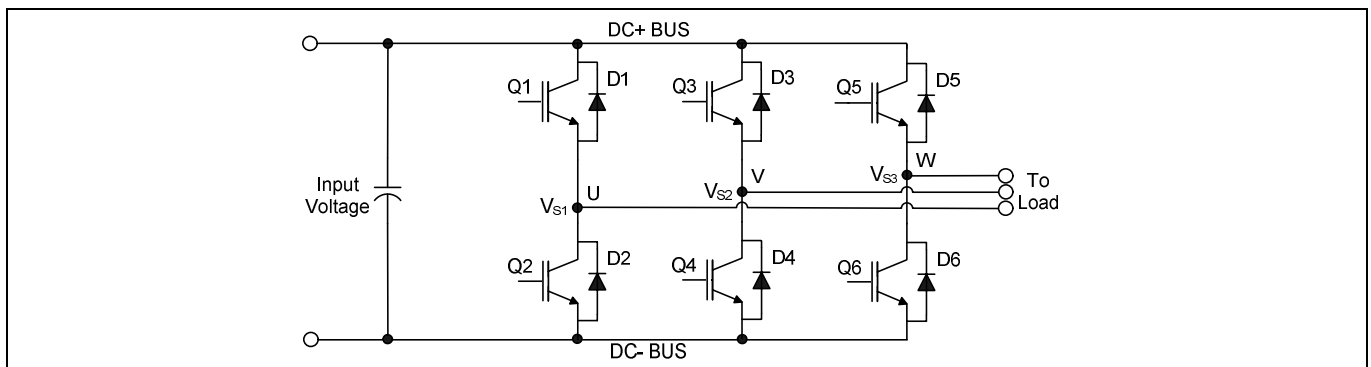 DC+ BUS
Q1
D1
Q3
D3
Q5
D5
Input
Voltage
VS1
U
VS2
V
VS3
W
To
Load
Q2
D2
Q4
D4
Q6
D6
DC- BUS